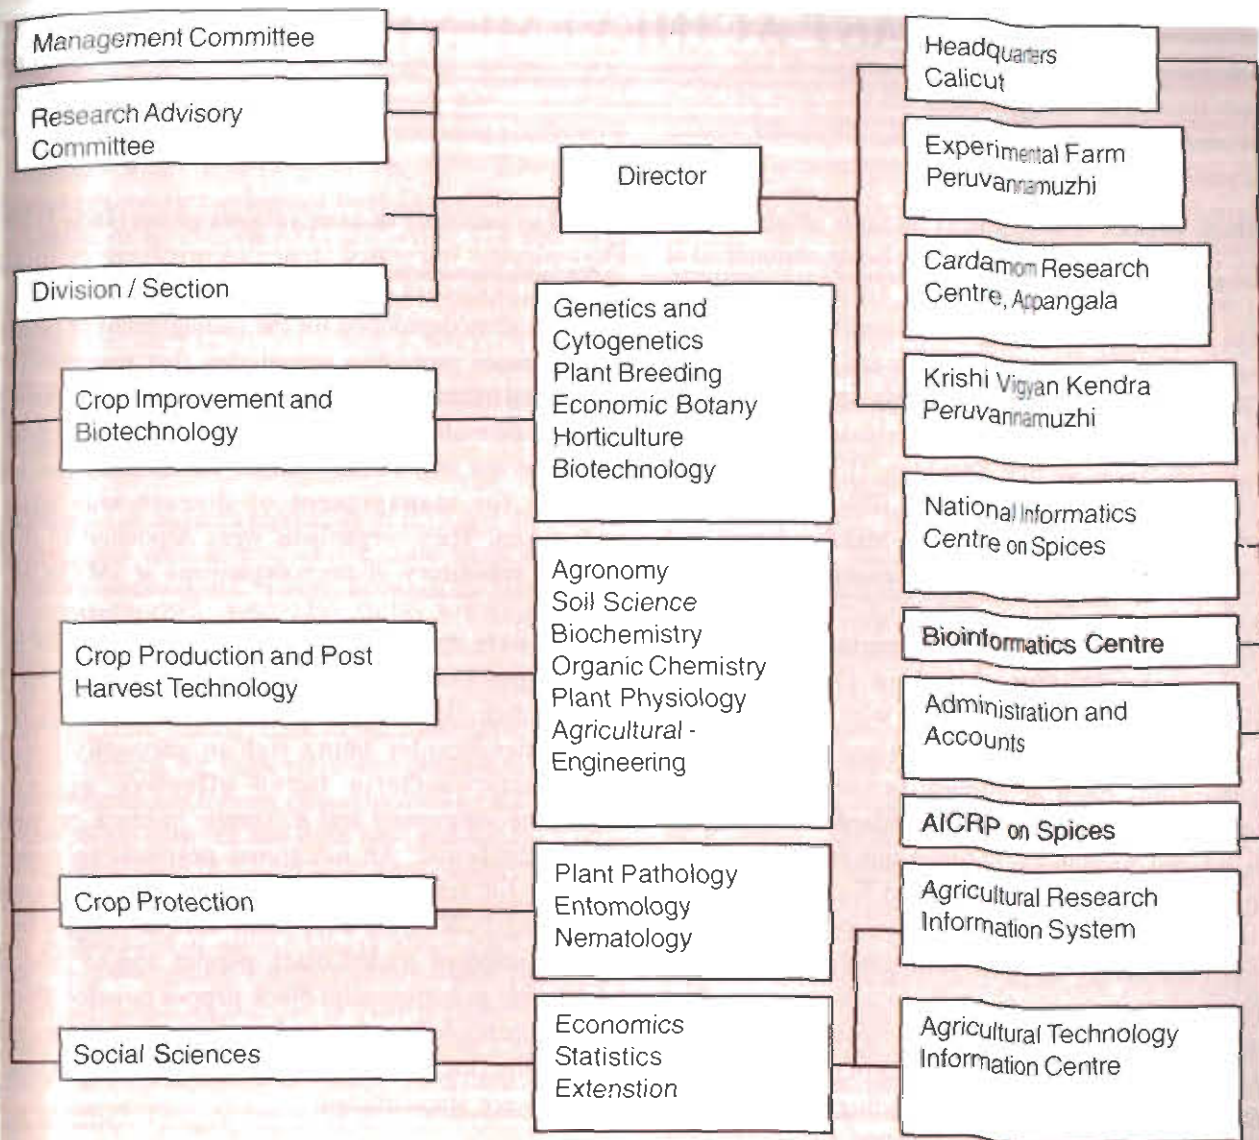 Management Committee
Research Advisory
Committee
Division / Section
Crop Improvement and
Biotechnology
Crop Production and Post
Harvest Technology
Crop Protection
Social Sciences
Director
Genetics and
Cytogenetics
Plant Breeding
Economic Botany
Horticulture
Biotechnology
Agronomy
Soil Science
Biochemistry
Organic Chemistry
Plant Physiology
Agricultural -
Engineering
Plant Pathology
Entomology
Nematology
Economics
Statistics
Extenstion
Headquarters
Calicut
Experimental Farm
Peruvannamuzhi
Cardamom Research
Centre, Appangala
Krishi Vigyan Kendra
Peruvannamuzhi
National Informatics
Centre on Spices
Bioinformatics Centre
Administration and
Accounts
AICRP on Spices
Agricultural Research
Information System
Agricultural Technology
Information Centre